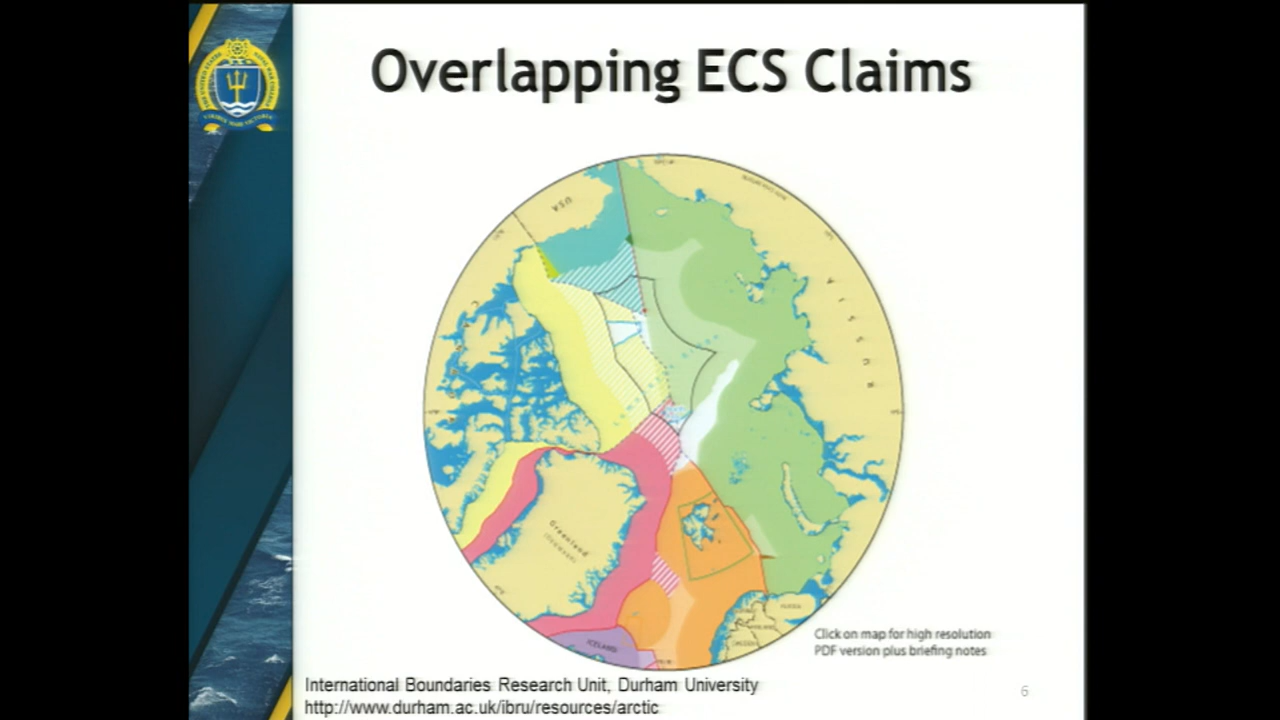 Overlapping ECS Claims
USA
Greenland
ICELAND
Click on map for high resolution
PDF version plus briefing notes
International Boundaries Research Unit, Durham University
http://www.durham.ac.uk/ibru/resources/arctic
6